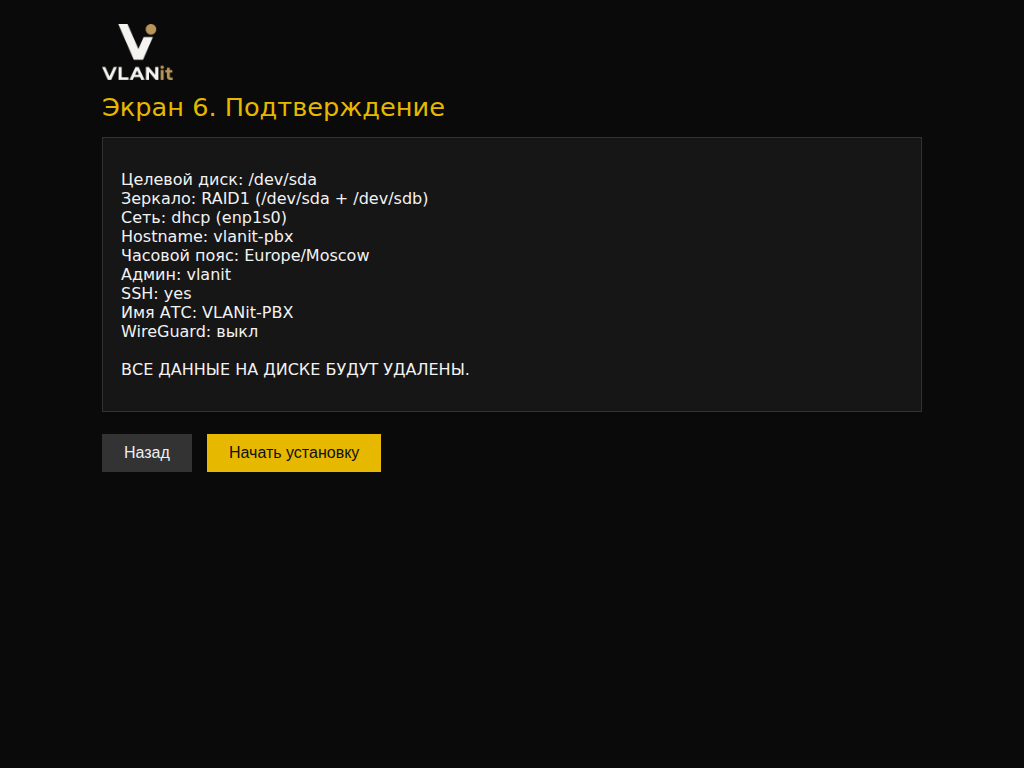 VLANit
Экран 6. Подтверждение
Целевой диск: /dev/sda
Зеркало: RAID1 (/dev/sda + /dev/sdb)
Сеть: dhcp (enp1s0)
Hostname: vlanit-pbx
Часовой пояс: Europe/Moscow
Админ: vlanit
SSH: yes
Имя АТС: VLANit-PBX
WireGuard: выкл
ВСЕ ДАННЫЕ НА ДИСКЕ БУДУТ УДАЛЕНЫ.
Назад
Начать установку